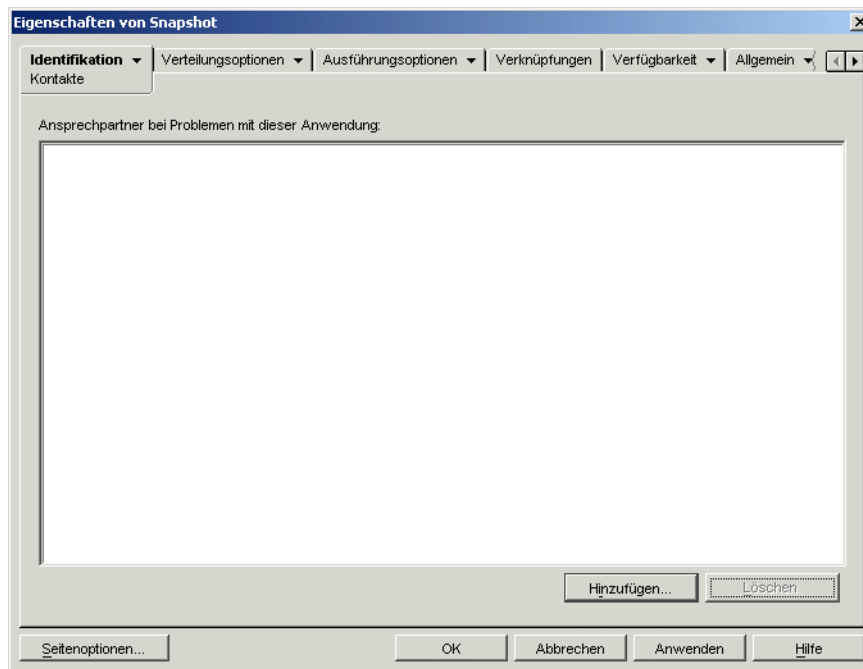 Eigenschaften von Snapshot
Identifikation Verteilungsoptionen Ausführungsoptionen Verknüpfungen Verfügbarkeit Allgemein
Kontakte
Ansprechpartner bei Problemen mit dieser Anwendung:
Hinzufügen... Löschen
Seitenoptionen... OK Abbrechen Anwenden Hilfe